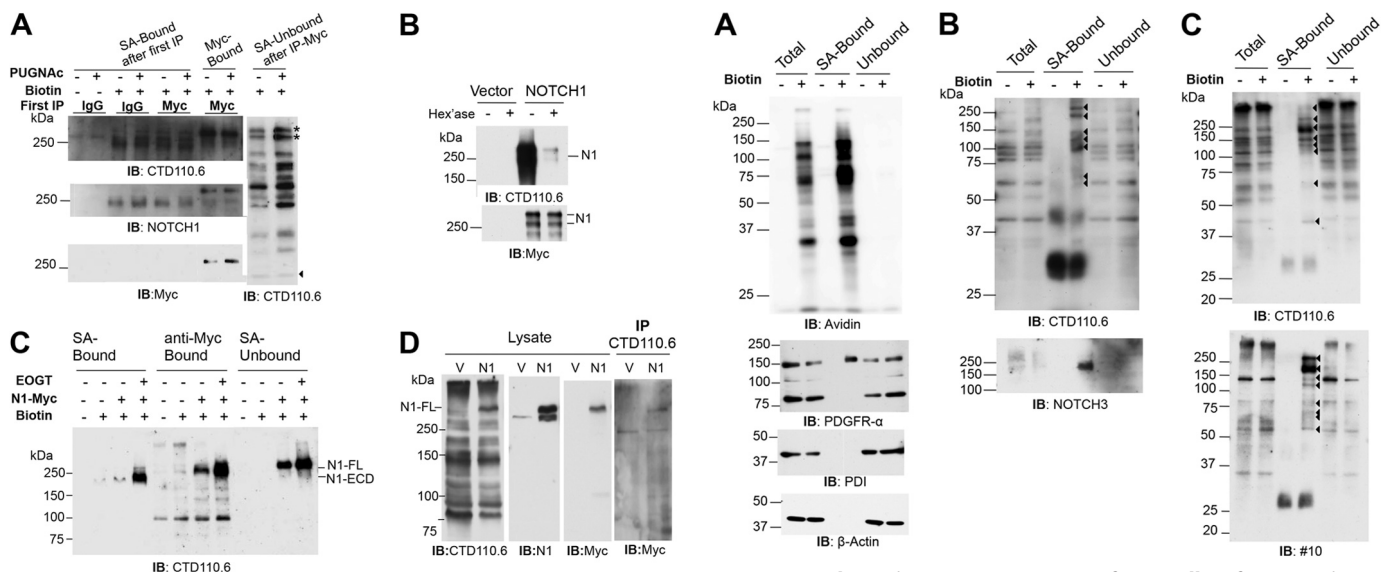 A
SA-Bound after first IP
Myc-Bound
SA-Unbound after IP-Myc
PUGNAc - + - + - + - + - +
Biotin - - + + + + + + + +
First IP IgG IgG Myc Myc
kDa
250
IB: CTD110.6
250
IB: NOTCH1
250
IB:Myc
* *
IB: CTD110.6
B
Vector NOTCH1
Hex'ase - + - +
kDa
250
150
N1
IB: CTD110.6
250
N1
IB:Myc
C
SA-Bound
anti-Myc Bound
SA-Unbound
EOGT - - - + - - - + - - - +
N1-Myc - - + + - - + + - - + +
Biotin - + + + - + + + - + + +
kDa
250
150
100
75
N1-FL
N1-ECD
IB: CTD110.6
D
Lysate
IP CTD110.6
V N1 V N1 V N1 V N1
kDa
N1-FL
250
150
100
75
IB:CTD110.6 IB:N1 IB:Myc IB:Myc
A
Total SA-Bound Unbound
Biotin - + - + - +
kDa
250
150
100
75
50
37
25
IB: Avidin
250
150
100
75
IB: PDGFR-α
50
37
IB: PDI
50
37
IB: β-Actin
B
Total SA-Bound Unbound
Biotin - + - + - +
kDa
250
150
100
75
50
37
25
IB: CTD110.6
250
150
100
IB: NOTCH3
C
Total SA-Bound Unbound
Biotin - + - + - +
kDa
250
150
100
75
50
37
25
20
IB: CTD110.6
250
150
100
75
50
37
25
20
IB: #10